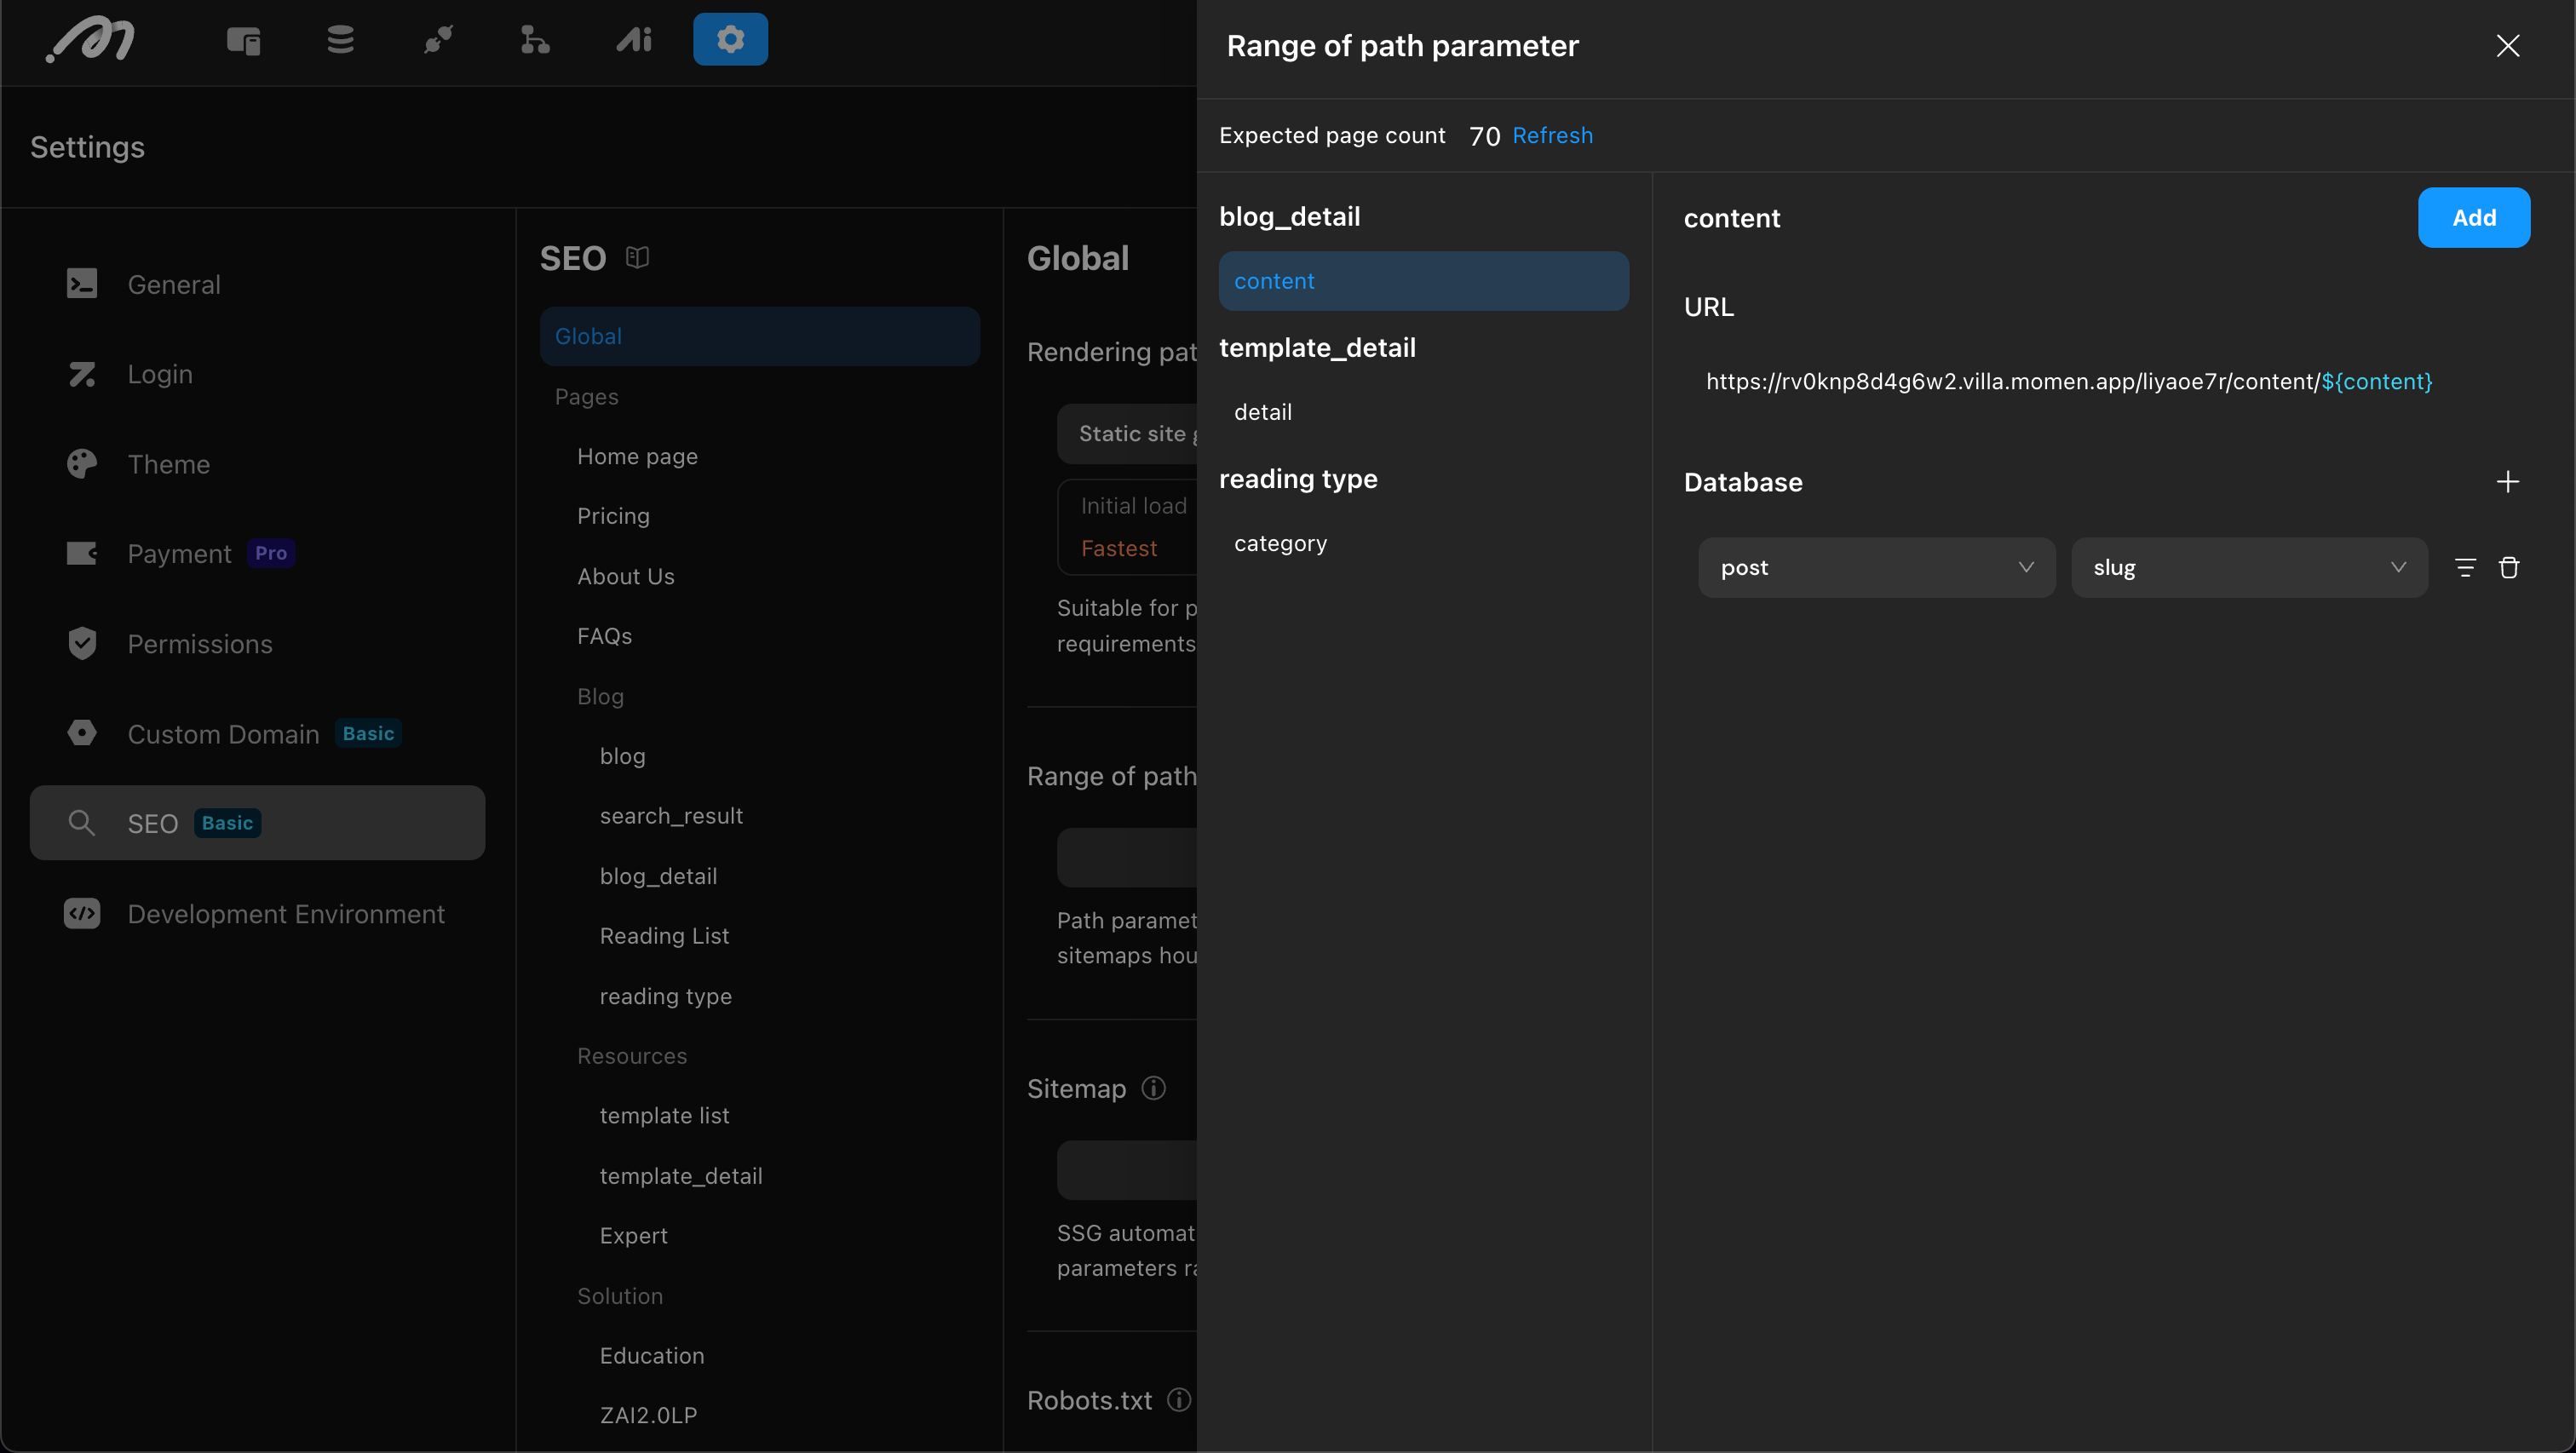 Settings
General
Login
Theme
Payment Pro
Permissions
Custom Domain Basic
SEO Basic
Development Environment
SEO
Global
Pages
Home page
Pricing
About Us
FAQs
Blog
blog
search_result
blog_detail
Reading List
reading type
Resources
template list
template_detail
Expert
Solution
Education
ZAI2.0LP
Global
Rendering pat
Static site g
Initial load
Fastest
Suitable for p
requirements
Range of path
Path paramet
sitemaps hou
Sitemap
SSG automat
parameters ra
Robots.txt
Range of path parameter
Expected page count 70 Refresh
blog_detail
content
template_detail
detail
reading type
category
content Add
URL
https://rv0knp8d4g6w2.villa.momen.app/liyaoe7r/content/${content}
Database
post slug